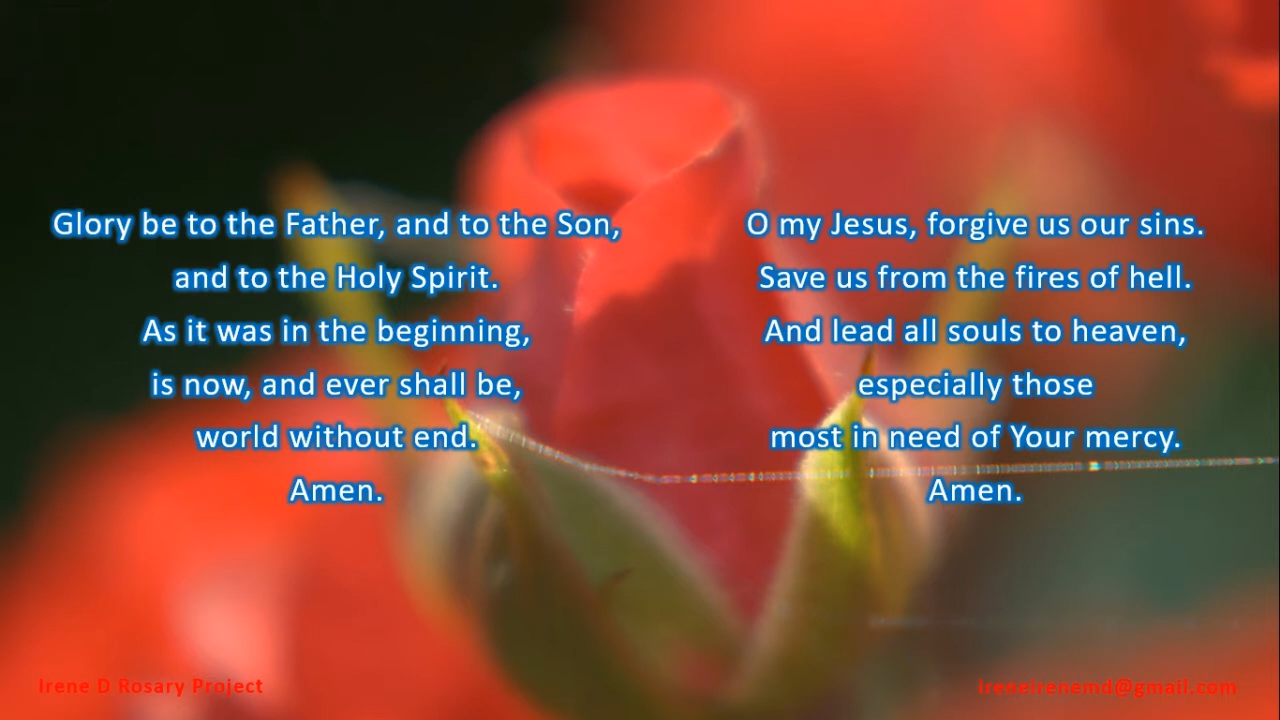 Glory be to the Father, and to the Son,
and to the Holy Spirit.
As it was in the beginning,
is now, and ever shall be,
world without end.
Amen.
O my Jesus, forgive us our sins.
Save us from the fires of hell.
And lead all souls to heaven,
especially those
most in need of Your mercy.
Amen.
Irene D Rosary Project
Ireneirenemd@gmail.com